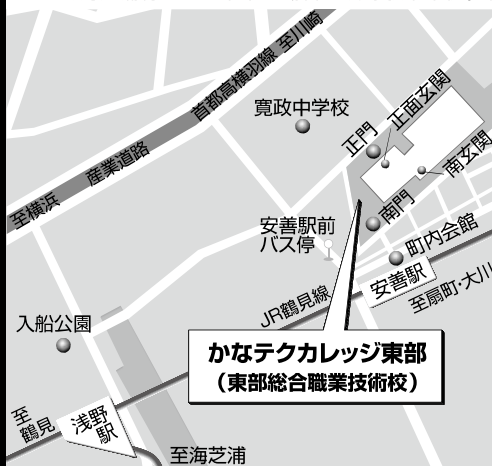 首都高横羽線 至川崎
産業道路
至横浜
寛政中学校
正門
正面玄関
南玄関
南門
安善駅前
バス停
町内会館
安善駅
至扇町・大川
JR鶴見線
入船公園
かなテクカレッジ東部
（東部総合職業技術校）
至
鶴見
浅野
駅
至海芝浦